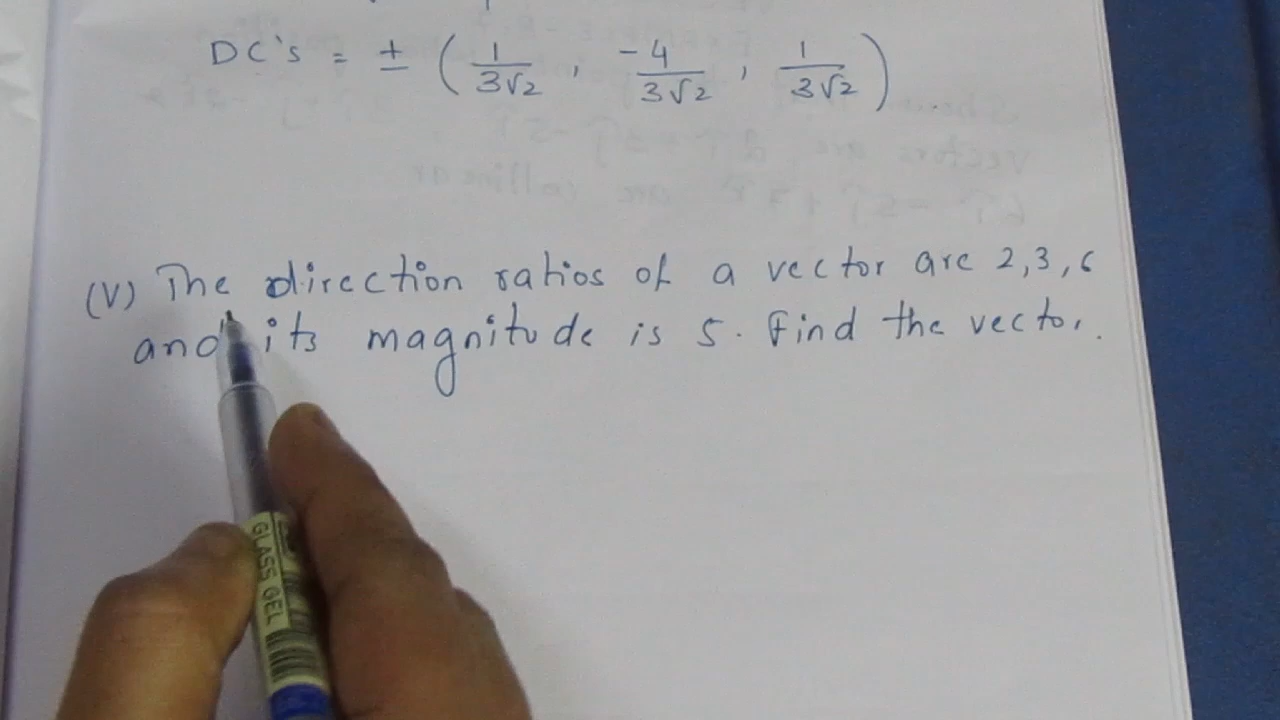 DC's = ± ( 1/3√2 , -4/3√2 , 1/3√2 )
(V) The direction ratios of a vector are 2,3,6
and its magnitude is 5. Find the vector.
GLASS GEL